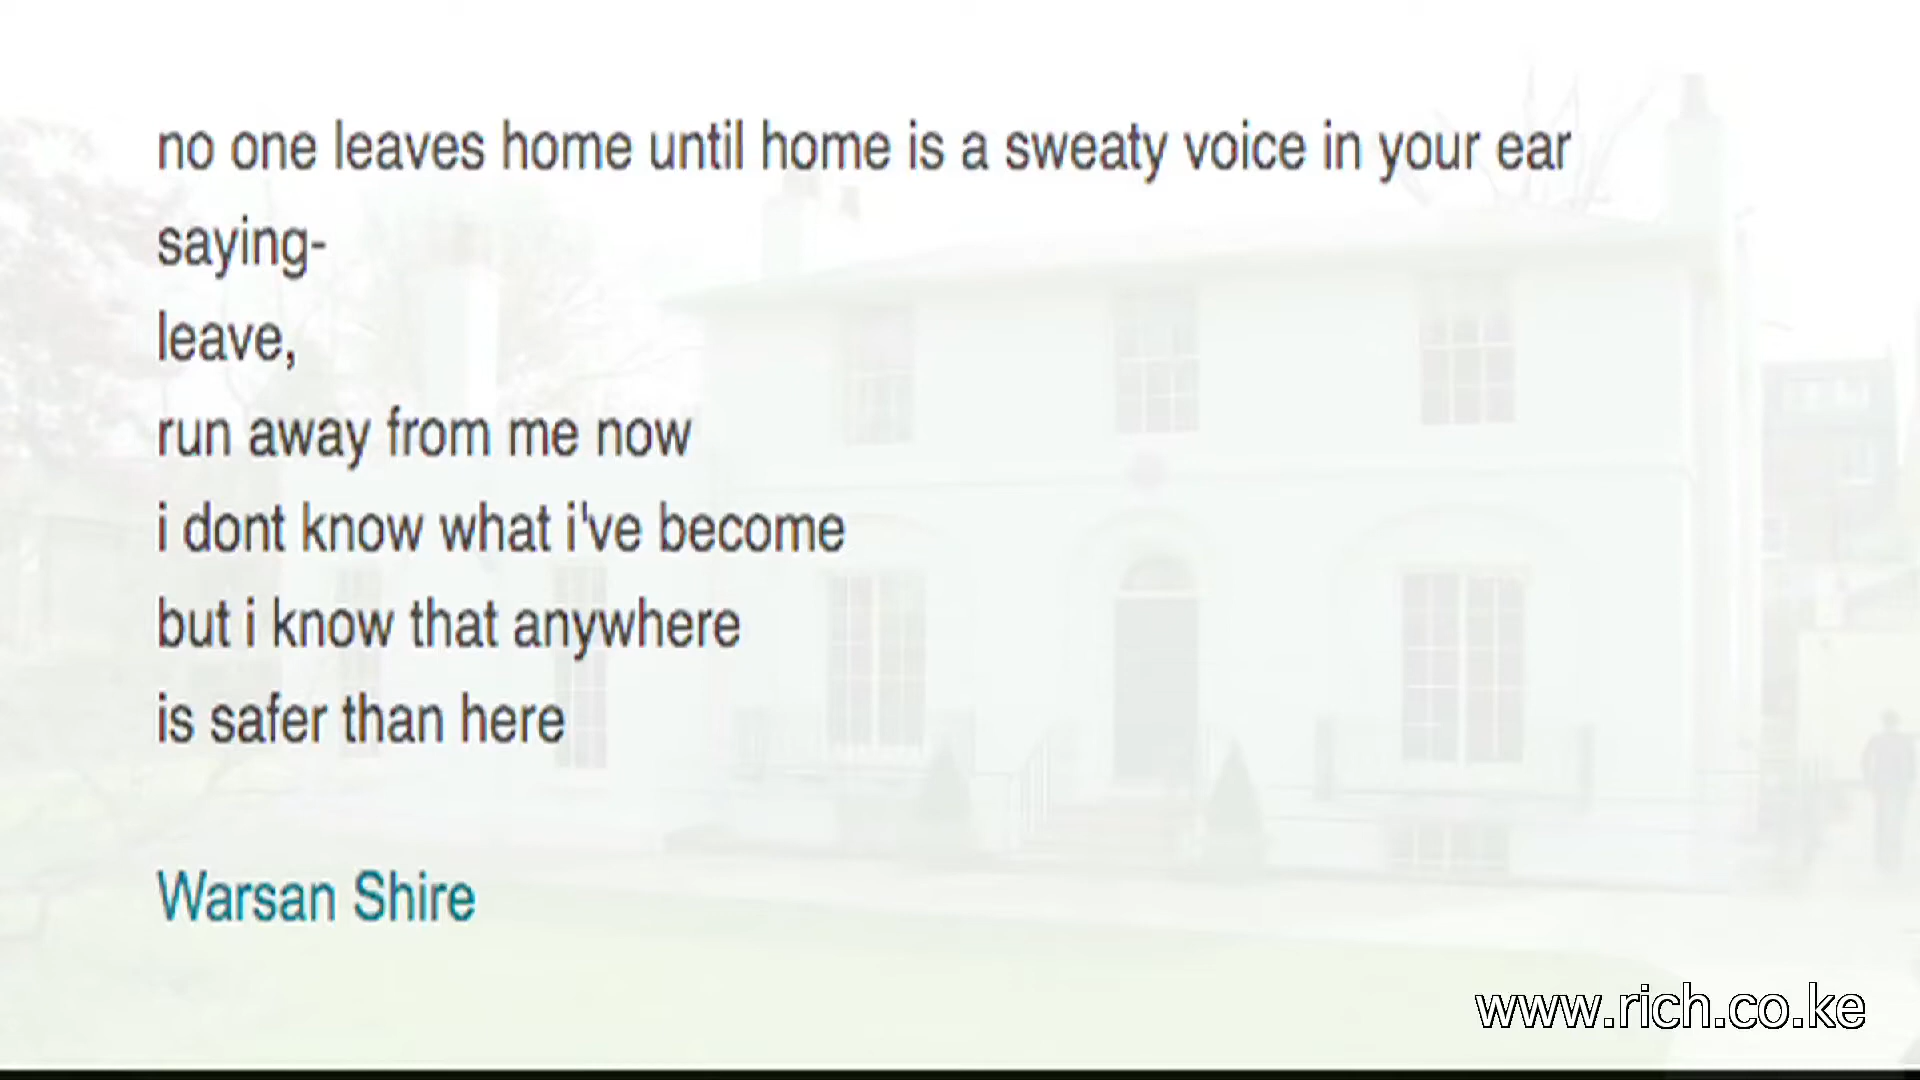 no one leaves home until home is a sweaty voice in your ear
saying-
leave,
run away from me now
i dont know what i've become
but i know that anywhere
is safer than here
Warsan Shire
www.rich.co.ke